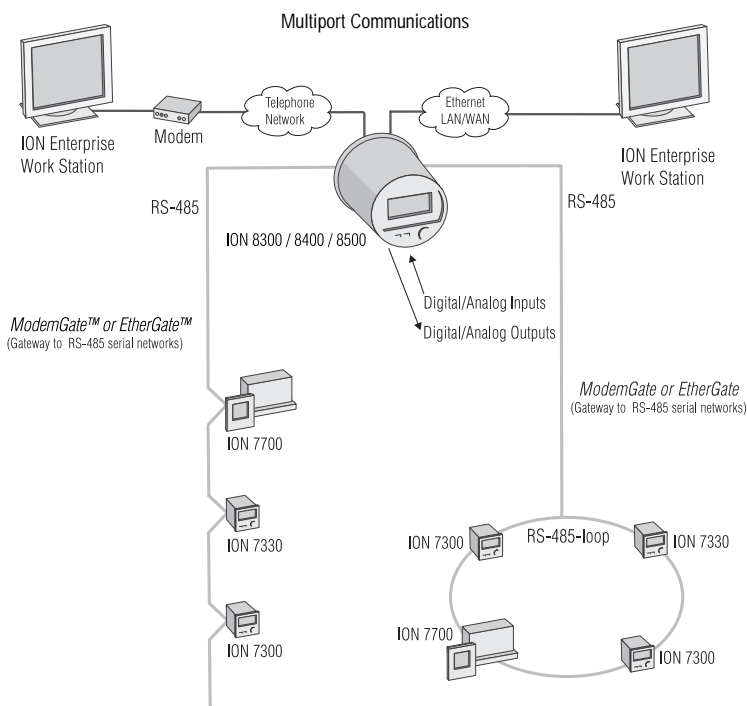 Multiport Communications
Telephone
Network
Ethernet
LAN/WAN
Modem
ION Enterprise
Work Station
ION Enterprise
Work Station
RS-485
RS-485
ION 8300 / 8400 / 8500
Digital/Analog Inputs
Digital/Analog Outputs
ModemGate™ or EtherGate™
(Gateway to RS-485 serial networks)
ModemGate or EtherGate
(Gateway to RS-485 serial networks)
ION 7700
ION 7330
ION 7300
ION 7300
RS-485-loop
ION 7330
ION 7700
ION 7300